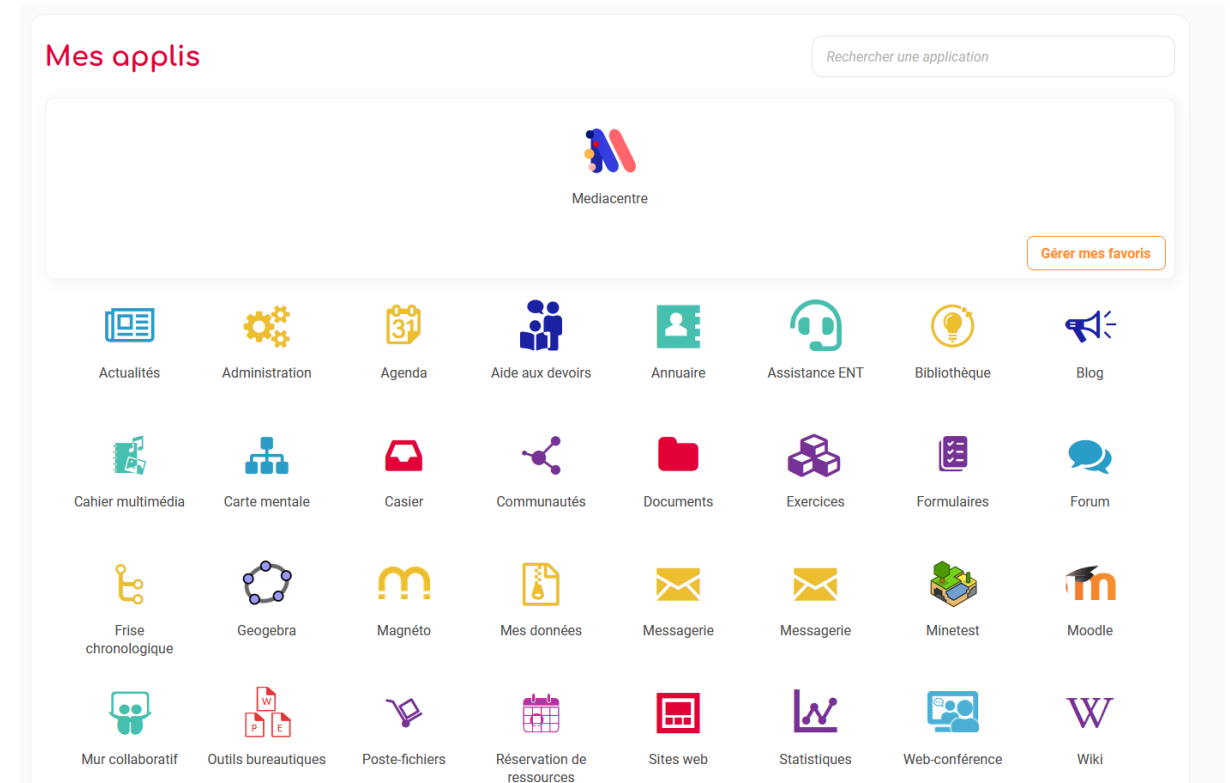 Mes applis
Rechercher une application
Mediacentre
Gérer mes favoris
31
Actualités Administration Agenda Aide aux devoirs Annuaire Assistance ENT Bibliothèque Blog
Cahier multimédia Carte mentale Casier Communautés Documents Exercices Formulaires Forum
Frise Geogebra Magnéto Mes données Messagerie Messagerie Minetest Moodle
chronologique
W
P E
W
Mur collaboratif Outils bureautiques Poste-fichiers Réservation de Sites web Statistiques Web-conférence Wiki
ressources